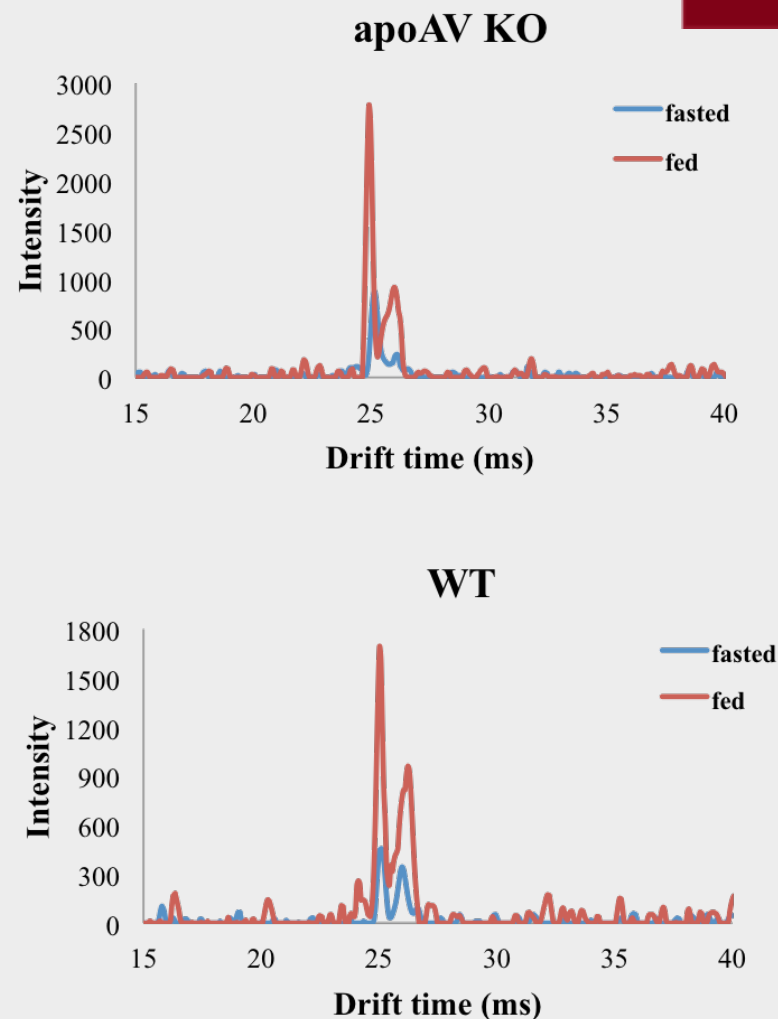 apoAV KO
3000
2500
2000
1500
1000
500
0
Intensity
fasted
fed
15 20 25 30 35 40
Drift time (ms)
WT
1800
1500
1200
900
600
300
0
Intensity
fasted
fed
15 20 25 30 35 40
Drift time (ms)